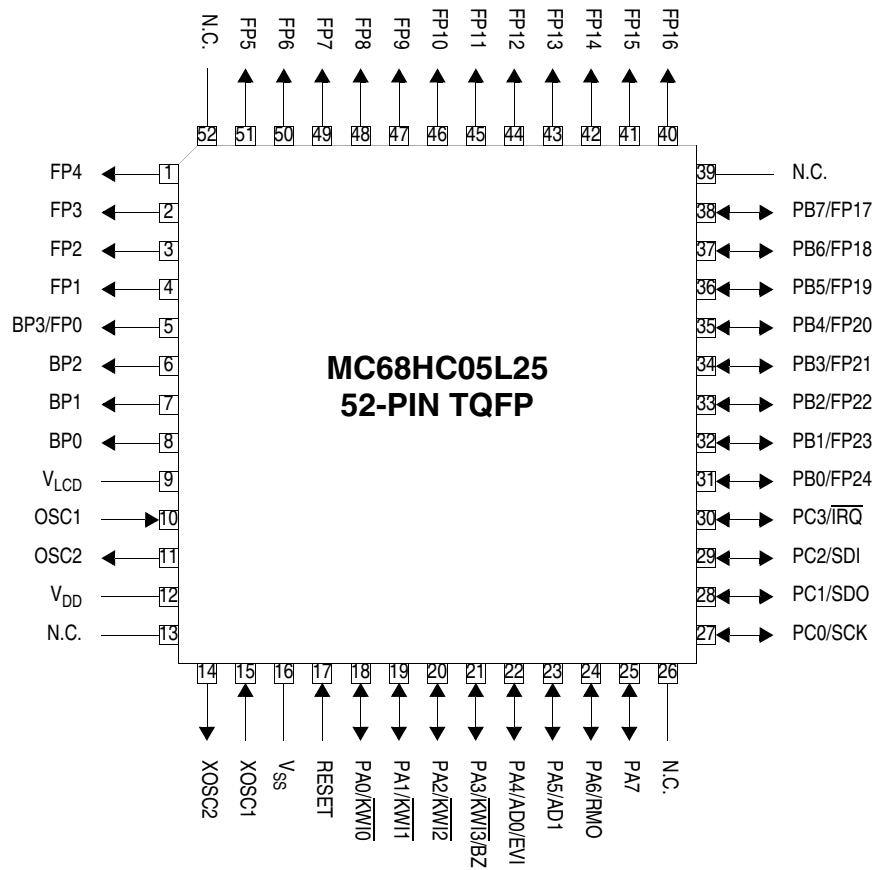 N.C.
FP5
FP6
FP7
FP8
FP9
FP10
FP11
FP12
FP13
FP14
FP15
FP16
52
51
50
49
48
47
46
45
44
43
42
41
40
FP4 1
FP3 2
FP2 3
FP1 4
BP3/FP0 5
BP2 6
BP1 7
BP0 8
VLCD 9
OSC1 10
OSC2 11
VDD 12
N.C. 13
MC68HC05L25
52-PIN TQFP
39 N.C.
38 PB7/FP17
37 PB6/FP18
36 PB5/FP19
35 PB4/FP20
34 PB3/FP21
33 PB2/FP22
32 PB1/FP23
31 PB0/FP24
30 PC3/IRQ
29 PC2/SDI
28 PC1/SDO
27 PC0/SCK
14
15
16
17
18
19
20
21
22
23
24
25
26
XOSC2
XOSC1
VSS
RESET
PA0/KWI0
PA1/KWI1
PA2/KWI2
PA3/KWI3/BZ
PA4/AD0/EVI
PA5/AD1
PA6/RMO
PA7
N.C.